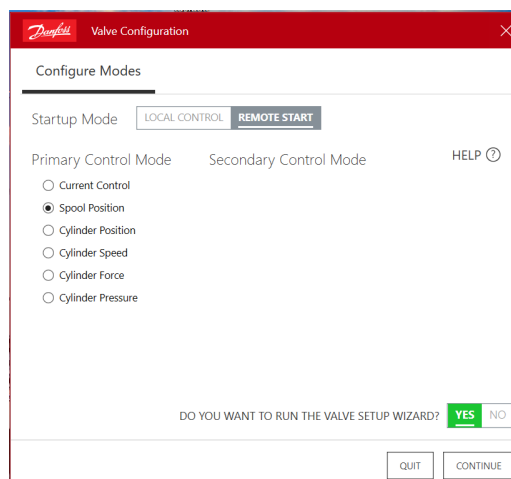 Danfoss Valve Configuration
Configure Modes
Startup Mode LOCAL CONTROL REMOTE START
Primary Control Mode Secondary Control Mode HELP ?
Current Control
Spool Position
Cylinder Position
Cylinder Speed
Cylinder Force
Cylinder Pressure
DO YOU WANT TO RUN THE VALVE SETUP WIZARD? YES NO
QUIT CONTINUE